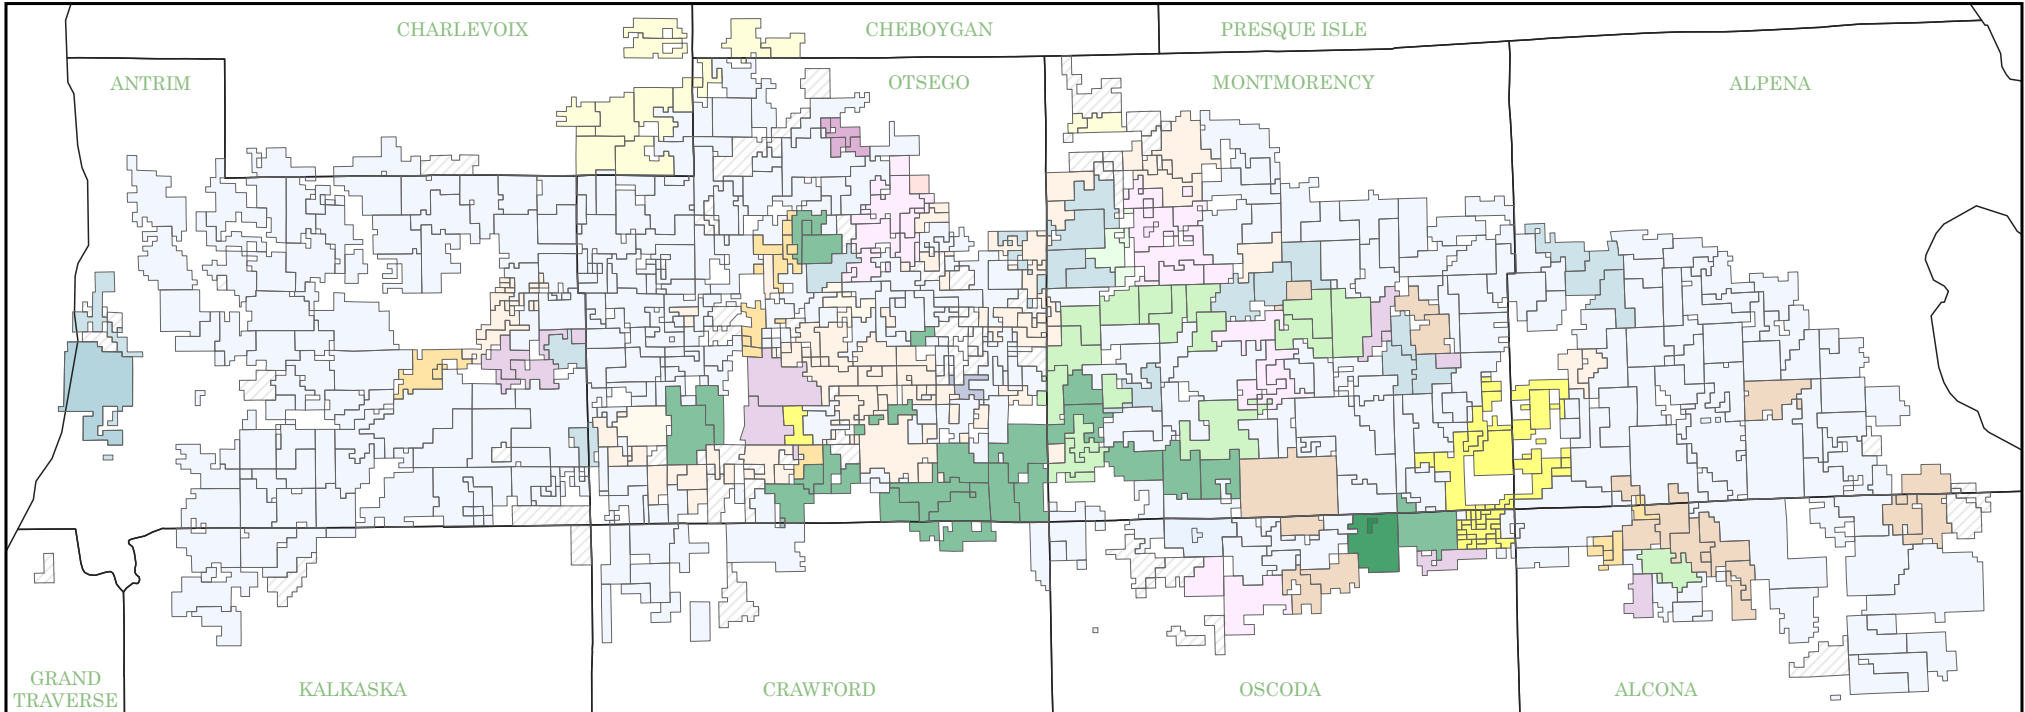 CHARLEVOIX
CHEBOYGAN
PRESQUE ISLE
ANTRIM
OTSEGO
MONTMORENCY
ALPENA
GRAND
TRAVERSE
KALKASKA
CRAWFORD
OSCODA
ALCONA